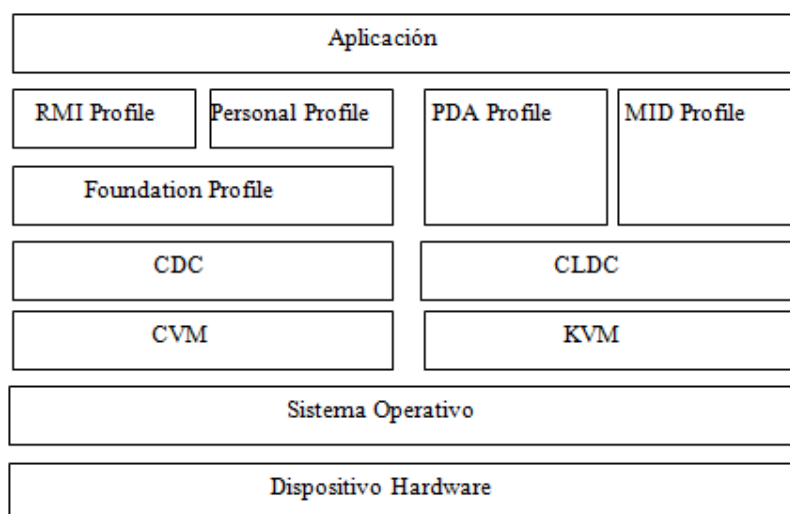 Aplicación
RMI Profile
Personal Profile
PDA Profile
MID Profile
Foundation Profile
CDC
CLDC
CVM
KVM
Sistema Operativo
Dispositivo Hardware